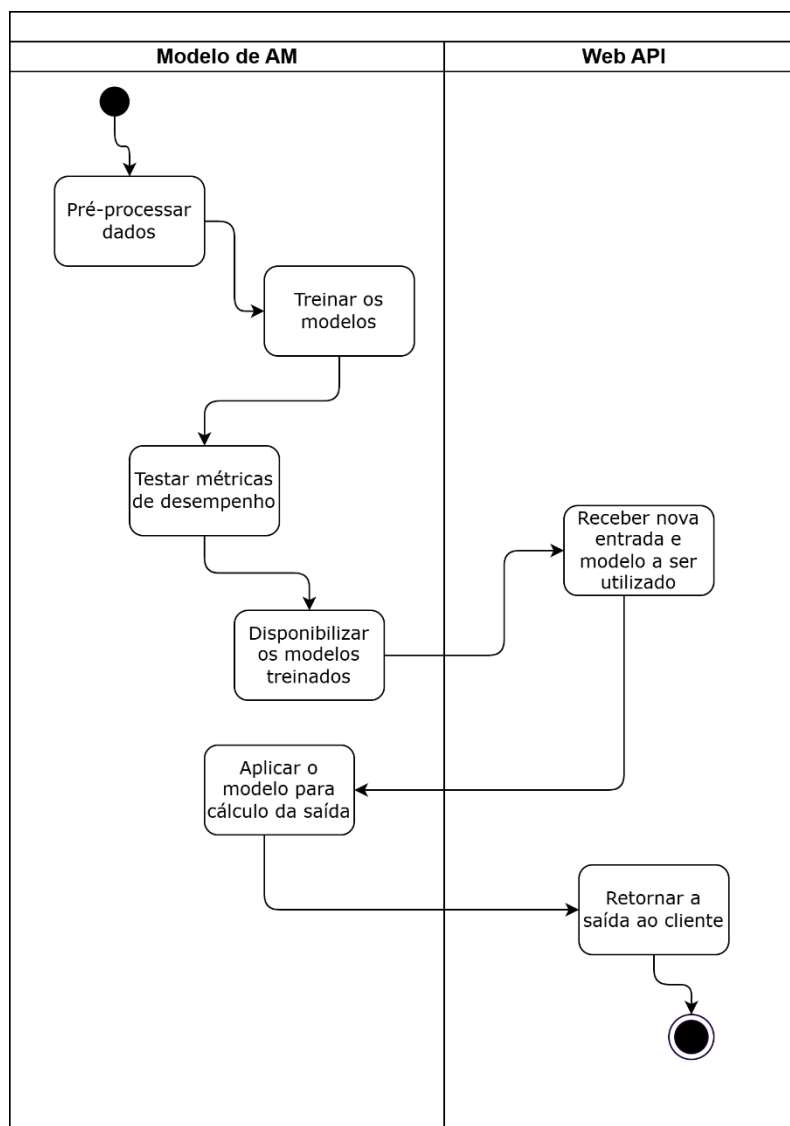 Modelo de AM
Web API
Pré-processar
dados
Treinar os
modelos
Testar métricas
de desempenho
Disponibilizar
os modelos
treinados
Receber nova
entrada e
modelo a ser
utilizado
Aplicar o
modelo para
cálculo da saída
Retornar a
saída ao cliente